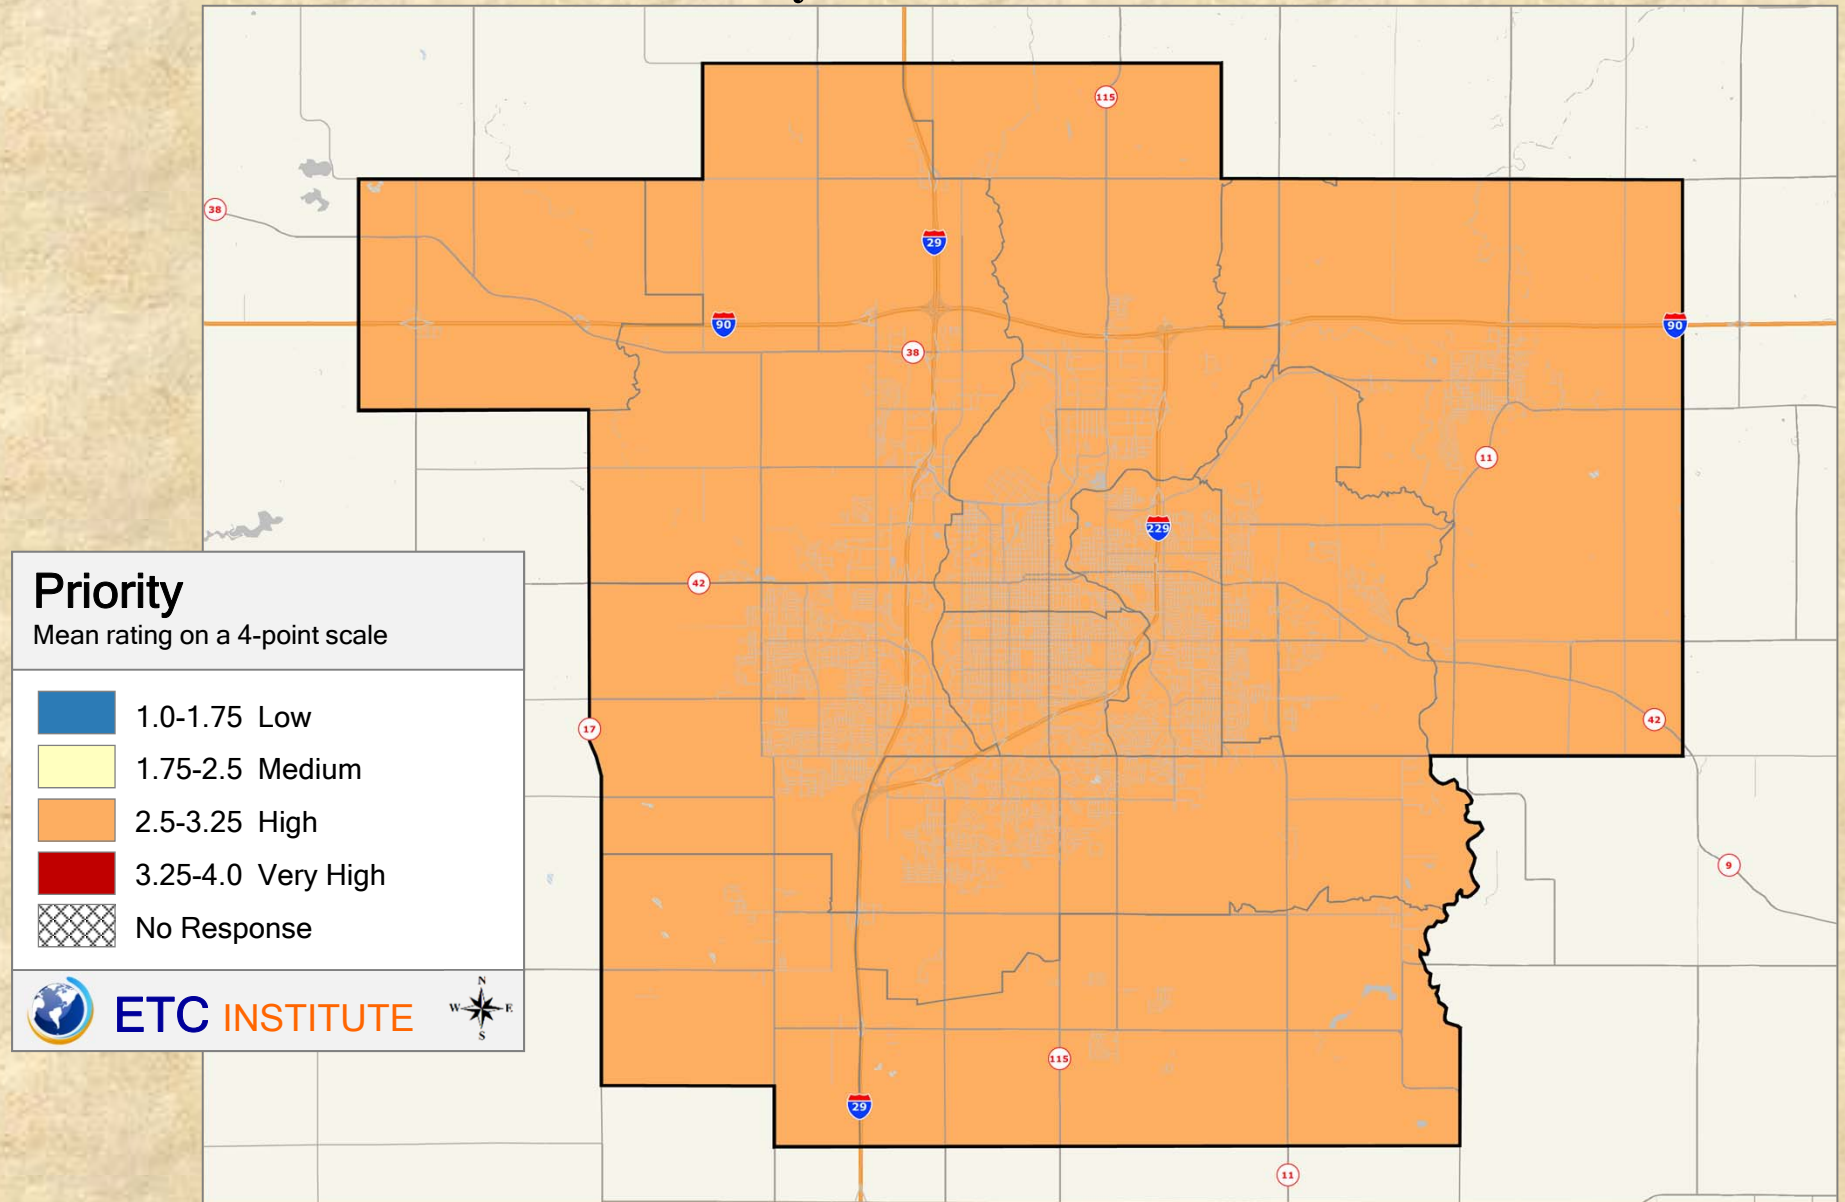 115
38
29
90
90
38
11
229
42
Priority
Mean rating on a 4-point scale
1.0-1.75 Low
1.75-2.5 Medium
2.5-3.25 High
3.25-4.0 Very High
No Response
ETC INSTITUTE
N
W E
S
17
42
9
115
29
11